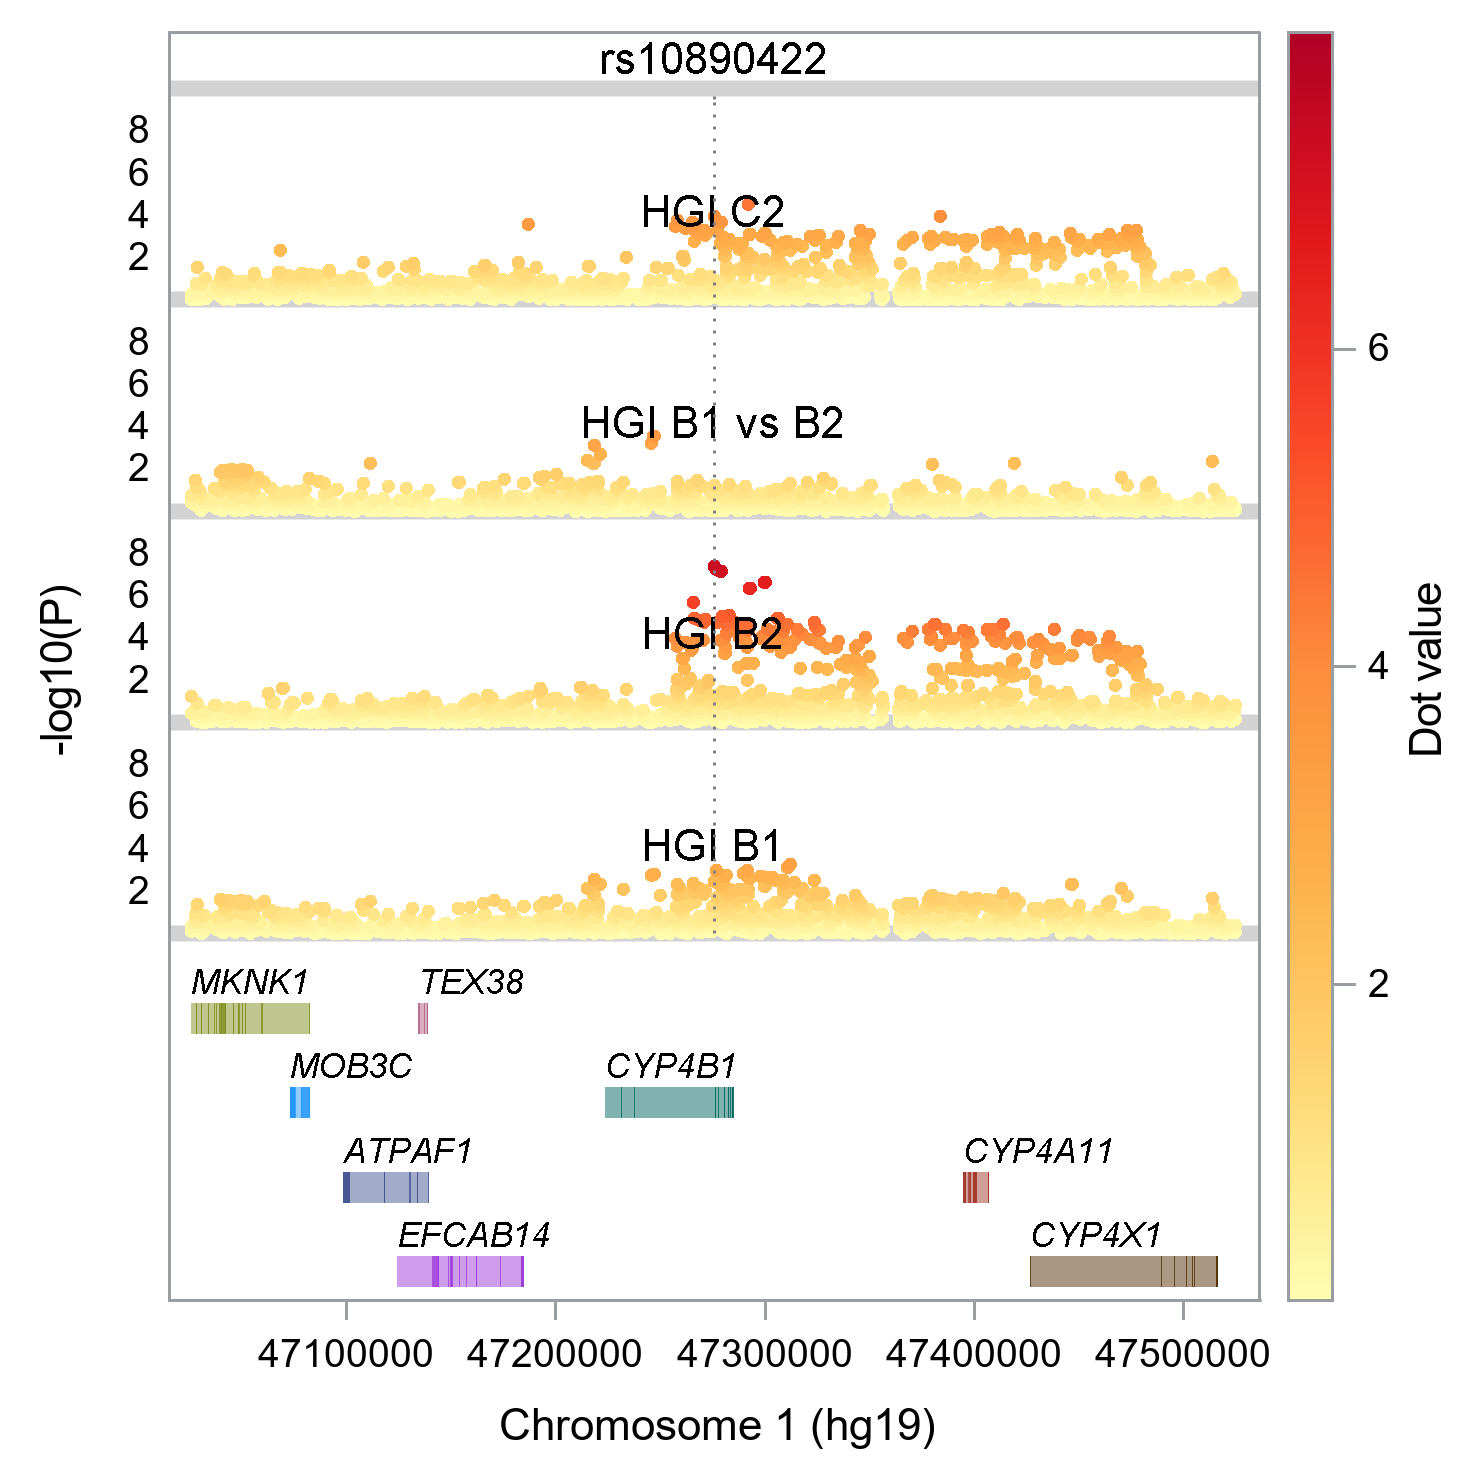 rs10890422
8
6
4
2
HGI C2
8
6
4
2
HGI B1 vs B2
8
6
4
2
HGI B2
8
6
4
2
HGI B1
-log10(P)
MKNK1
TEX38
MOB3C
CYP4B1
ATPAF1
CYP4A11
EFCAB14
CYP4X1
47100000 47200000 47300000 47400000 47500000
Chromosome 1 (hg19)
6
4
2
Dot value